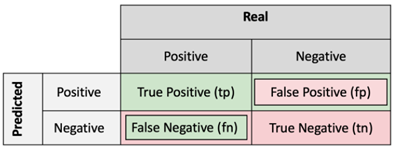 Real
Positive Negative
Predicted
Positive True Positive (tp) False Positive (fp)
Negative False Negative (fn) True Negative (tn)